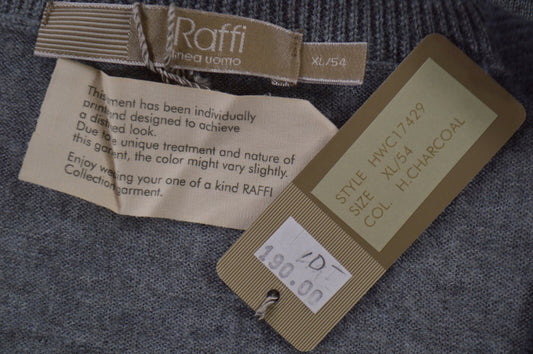 Raffi
linea uomo
XL/54
This garment has been individually
printed and designed to achieve
a distred look.
Due to the unique treatment and nature of
this garent, the color might vary slightly.
Enjoy wearing your one of a kind RAFFI
Collection garment.
STYLE HWC17429
SIZE XL/54
COL. H.CHARCOAL
190.00